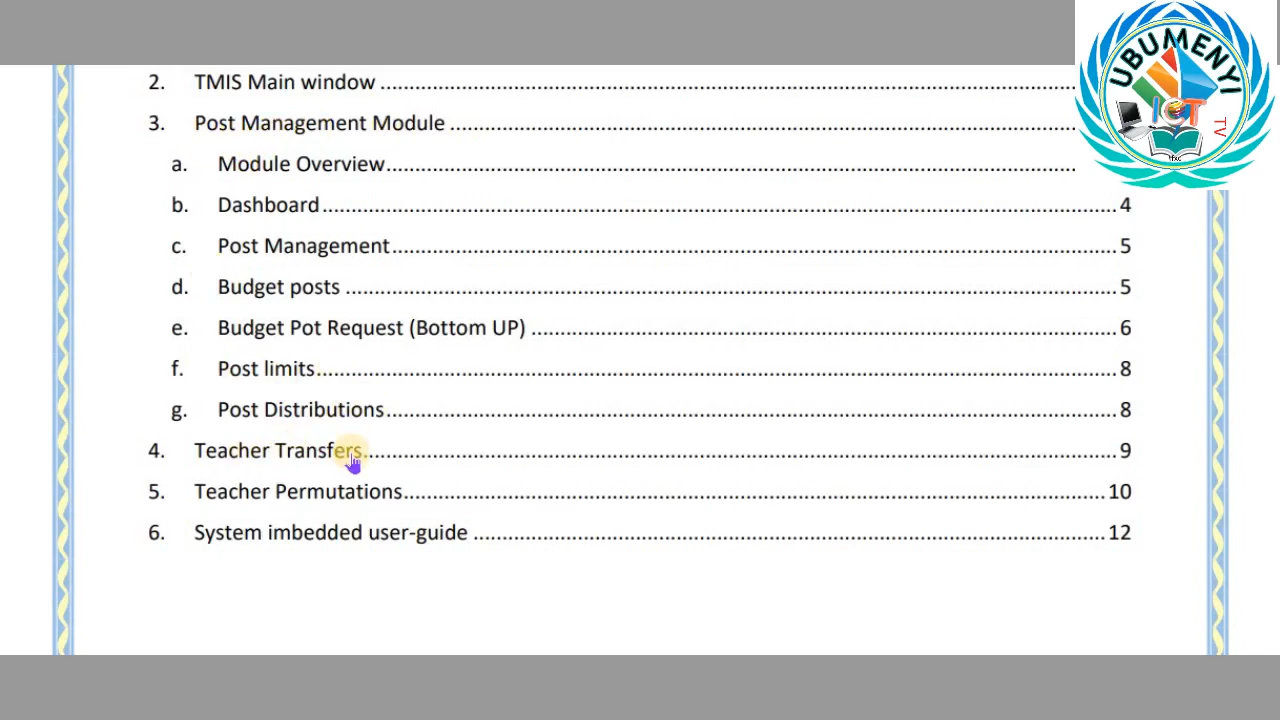 2. TMIS Main window ........................................................
3. Post Management Module ........................................................
a. Module Overview........................................................
b. Dashboard........................................................ 4
c. Post Management........................................................ 5
d. Budget posts ........................................................ 5
e. Budget Pot Request (Bottom UP) ........................................................ 6
f. Post limits........................................................ 8
g. Post Distributions........................................................ 8
4. Teacher Transfers........................................................ 9
5. Teacher Permutations........................................................ 10
6. System imbedded user-guide ........................................................ 12
UBUMENYI
ICT
TV